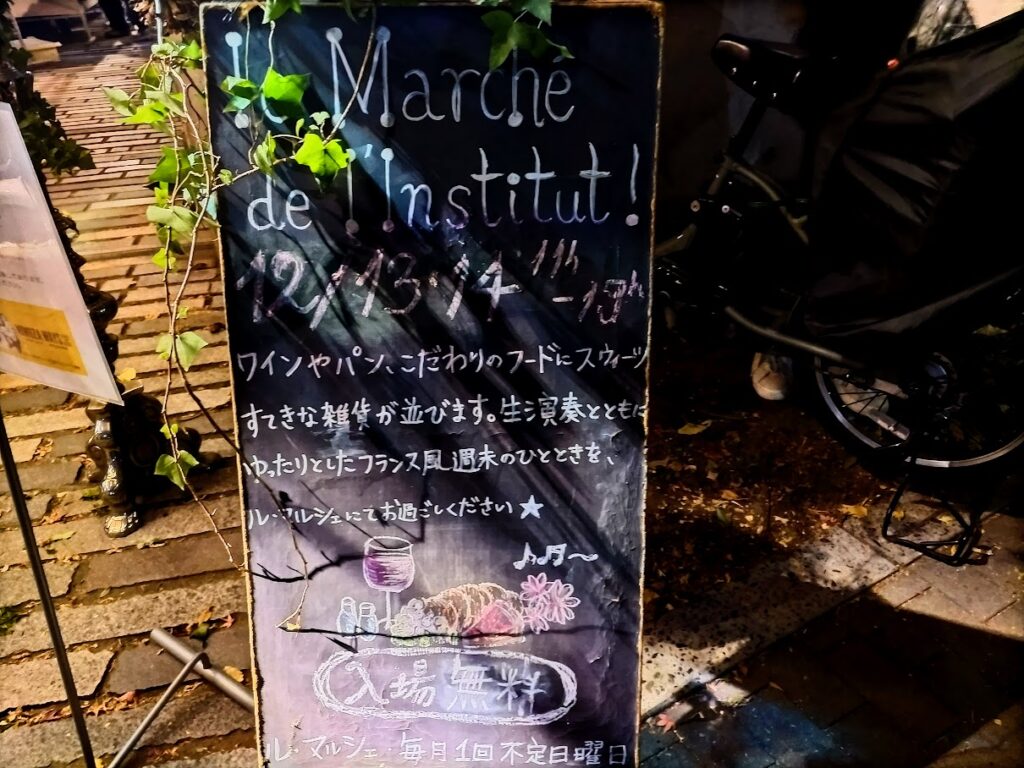 Le Marché
de l'Institut!
12/13・14 11h
-19h
ワインやパン、こだわりのフードにスウィーツ
すてきな雑貨が並びます。生演奏とともに
ゆったりとしたフランス風週末のひとときを、
ル・マルシェにてお過ごしください★
入場無料
ル・マルシェ・毎月1回不定日曜日